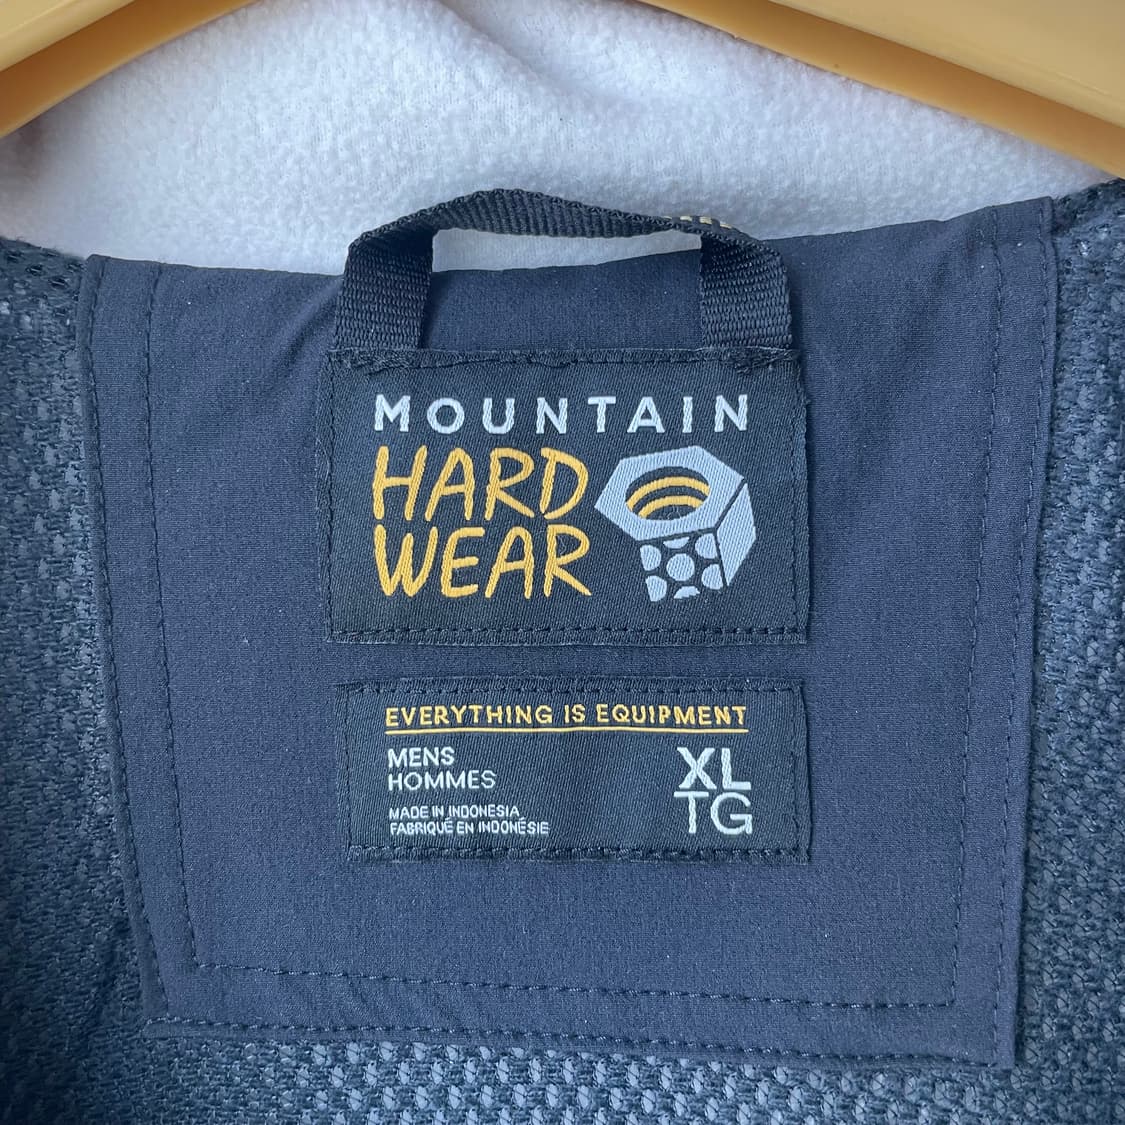 MOUNTAIN
HARD
WEAR
EVERYTHING IS EQUIPMENT
MENS
HOMMES
XL
TG
MADE IN INDONESIA
FABRIQUÉ EN INDONÉSIE